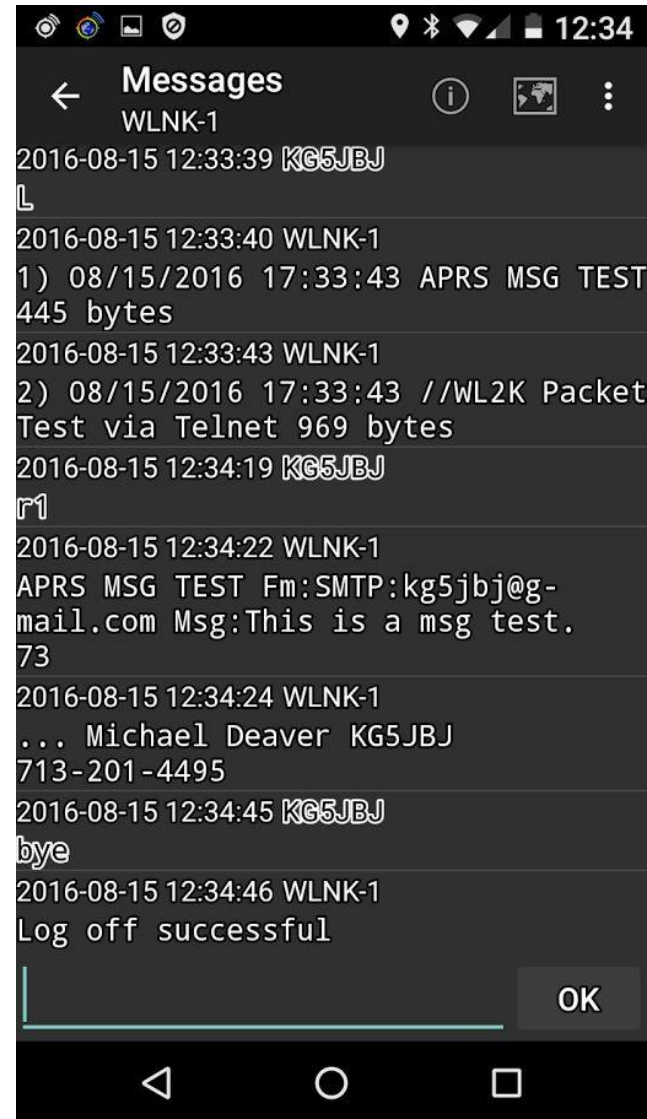 12:34
Messages
WLNK-1
2016-08-15 12:33:39 KG5JBJ
L
2016-08-15 12:33:40 WLNK-1
1) 08/15/2016 17:33:43 APRS MSG TEST
445 bytes
2016-08-15 12:33:43 WLNK-1
2) 08/15/2016 17:33:43 //WL2K Packet
Test via Telnet 969 bytes
2016-08-15 12:34:19 KG5JBJ
r1
2016-08-15 12:34:22 WLNK-1
APRS MSG TEST Fm:SMTP:kg5jbj@g-
mail.com Msg:This is a msg test.
73
2016-08-15 12:34:24 WLNK-1
... Michael Deaver KG5JBJ
713-201-4495
2016-08-15 12:34:45 KG5JBJ
bye
2016-08-15 12:34:46 WLNK-1
Log off successful
OK